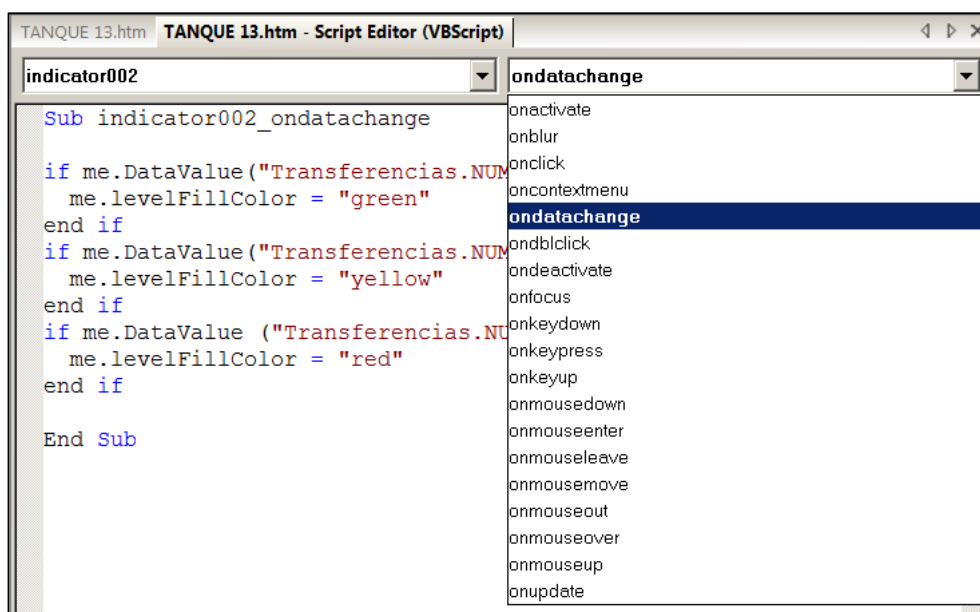 TANQUE 13.htm TANQUE 13.htm - Script Editor (VBScript)
indicator002
ondatachange
Sub indicator002_ondatachange
if me.DataValue("Transferencias.NUM
me.levelFillColor = "green"
end if
if me.DataValue("Transferencias.NUM
me.levelFillColor = "yellow"
end if
if me.DataValue ("Transferencias.NU
me.levelFillColor = "red"
end if
End Sub
onactivate
onblur
onclick
oncontextmenu
ondatachange
ondblclick
ondeactivate
onfocus
onkeydown
onkeypress
onkeyup
onmousedown
onmouseenter
onmouseleave
onmousemove
onmouseout
onmouseover
onmouseup
onupdate